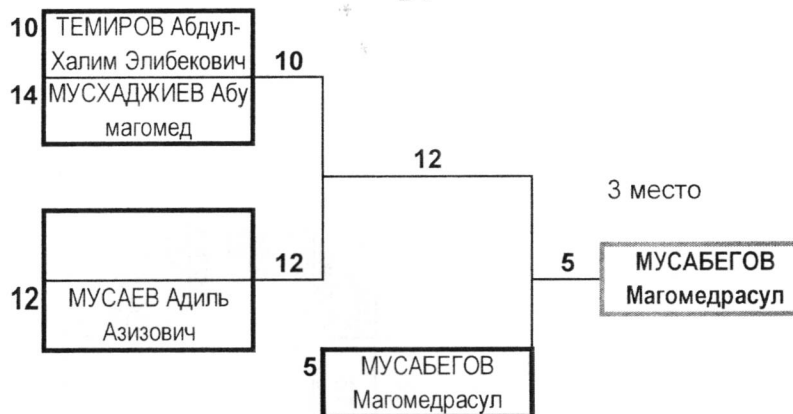 10 ТЕМИРОВ Абдул-
Халим Элибекович
10
14 МУСХАДЖИЕВ Абу
магомед
12
3 место
12
12 МУСАЕВ Адиль
Азизович
5
МУСАБЕГОВ
Магомедрасул
5 МУСАБЕГОВ
Магомедрасул